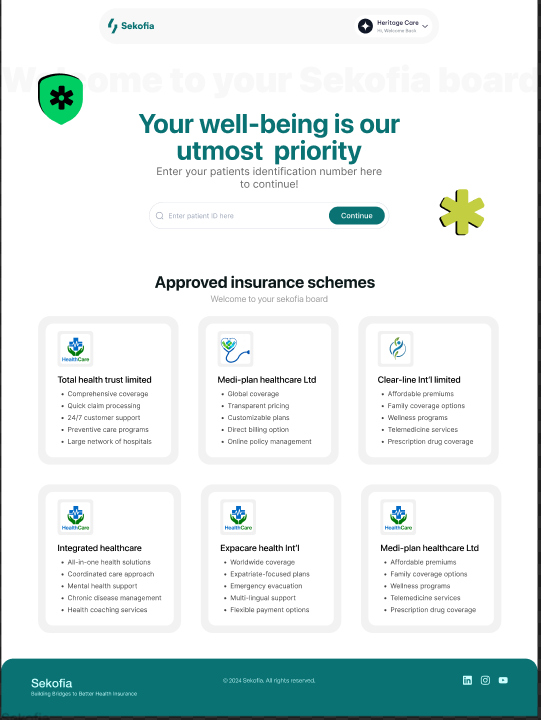 Sekofia
Heritage Care
Hi, Welcome Back
Welcome to your Sekofia board
Your well-being is our
utmost priority
Enter your patients identification number here
to continue!
Enter patient ID here
Continue
Approved insurance schemes
Welcome to your sekofia board
HealthCare
Total health trust limited
• Comprehensive coverage
• Quick claim processing
• 24/7 customer support
• Preventive care programs
• Large network of hospitals
Medi-plan healthcare Ltd
• Global coverage
• Transparent pricing
• Customizable plans
• Direct billing option
• Online policy management
Clear-line Int'l limited
• Affordable premiums
• Family coverage options
• Wellness programs
• Telemedicine services
• Prescription drug coverage
HealthCare
Integrated healthcare
• All-in-one health solutions
• Coordinated care approach
• Mental health support
• Chronic disease management
• Health coaching services
HealthCare
Expacare health Int'l
• Worldwide coverage
• Expatriate-focused plans
• Emergency evacuation
• Multi-lingual support
• Flexible payment options
HealthCare
Medi-plan healthcare Ltd
• Affordable premiums
• Family coverage options
• Wellness programs
• Telemedicine services
• Prescription drug coverage
Sekofia
Building Bridges to Better Health Insurance
© 2024 Sekofia. All rights reserved.